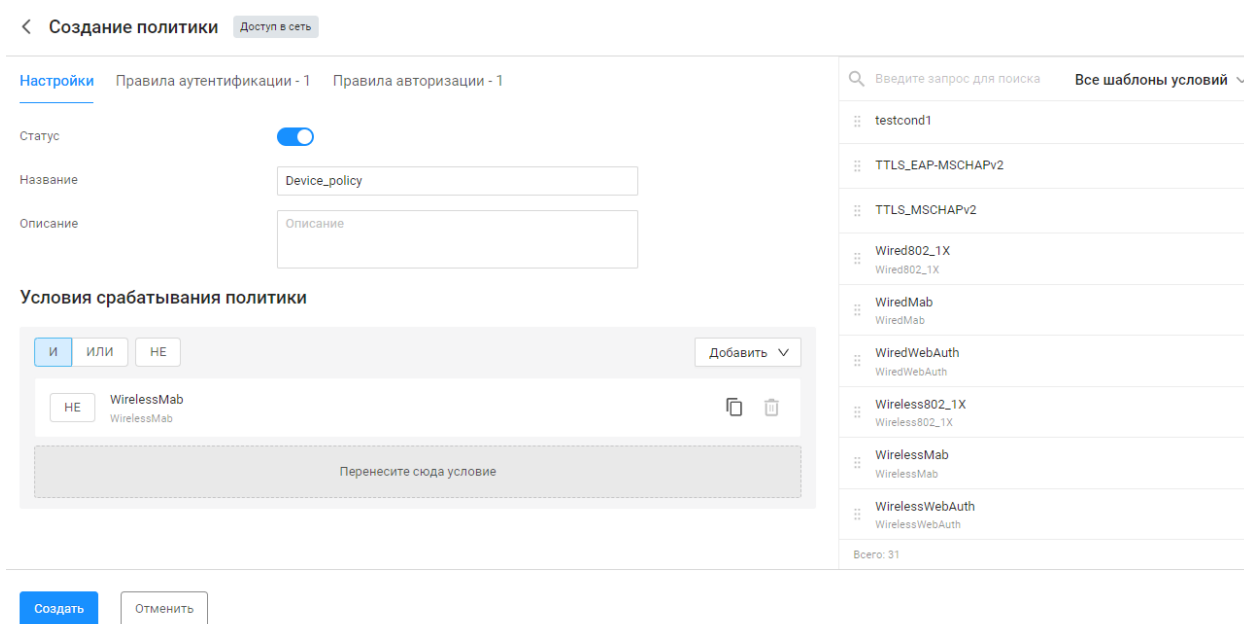 Создание политики Доступ в сеть
Настройки Правила аутентификации - 1 Правила авторизации - 1
Статус
Название Device_policy
Описание Описание
Условия срабатывания политики
И ИЛИ НЕ Добавить
НЕ WirelessMab
WirelessMab
Перенесите сюда условие
Введите запрос для поиска Все шаблоны условий
testcond1
TTLS_EAP-MSCHAPv2
TTLS_MSCHAPv2
Wired802_1X
Wired802_1X
WiredMab
WiredMab
WiredWebAuth
WiredWebAuth
Wireless802_1X
Wireless802_1X
WirelessMab
WirelessMab
WirelessWebAuth
WirelessWebAuth
Всего: 31
Создать Отменить